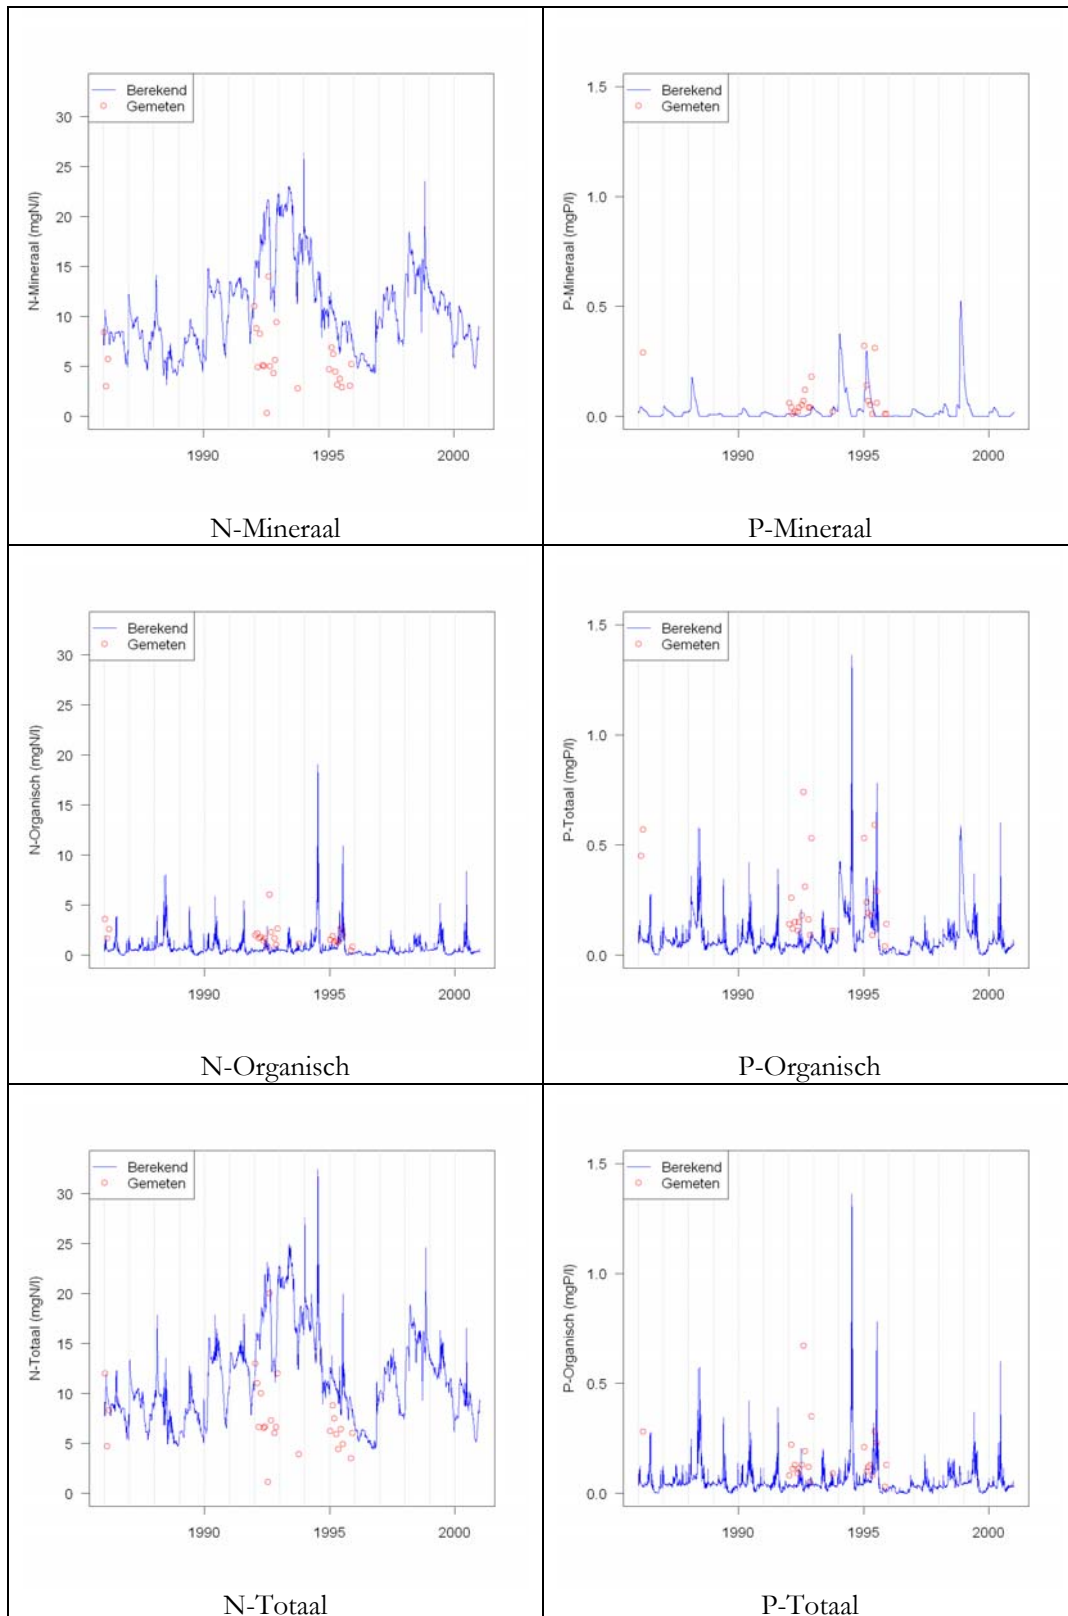 Berekend
Gemeten
30
25
20
15
10
5
0
N-Mineraal (mgN/l)
1990 1995 2000
N-Mineraal
Berekend
Gemeten
1.5
1.0
0.5
0.0
P-Mineraal (mgP/l)
1990 1995 2000
P-Mineraal
Berekend
Gemeten
30
25
20
15
10
5
0
N-Organisch (mgN/l)
1990 1995 2000
N-Organisch
Berekend
Gemeten
1.5
1.0
0.5
0.0
P-Totaal (mgP/l)
1990 1995 2000
P-Organisch
Berekend
Gemeten
30
25
20
15
10
5
0
N-Totaal (mgN/l)
1990 1995 2000
N-Totaal
Berekend
Gemeten
1.5
1.0
0.5
0.0
P-Organisch (mgP/l)
1990 1995 2000
P-Totaal